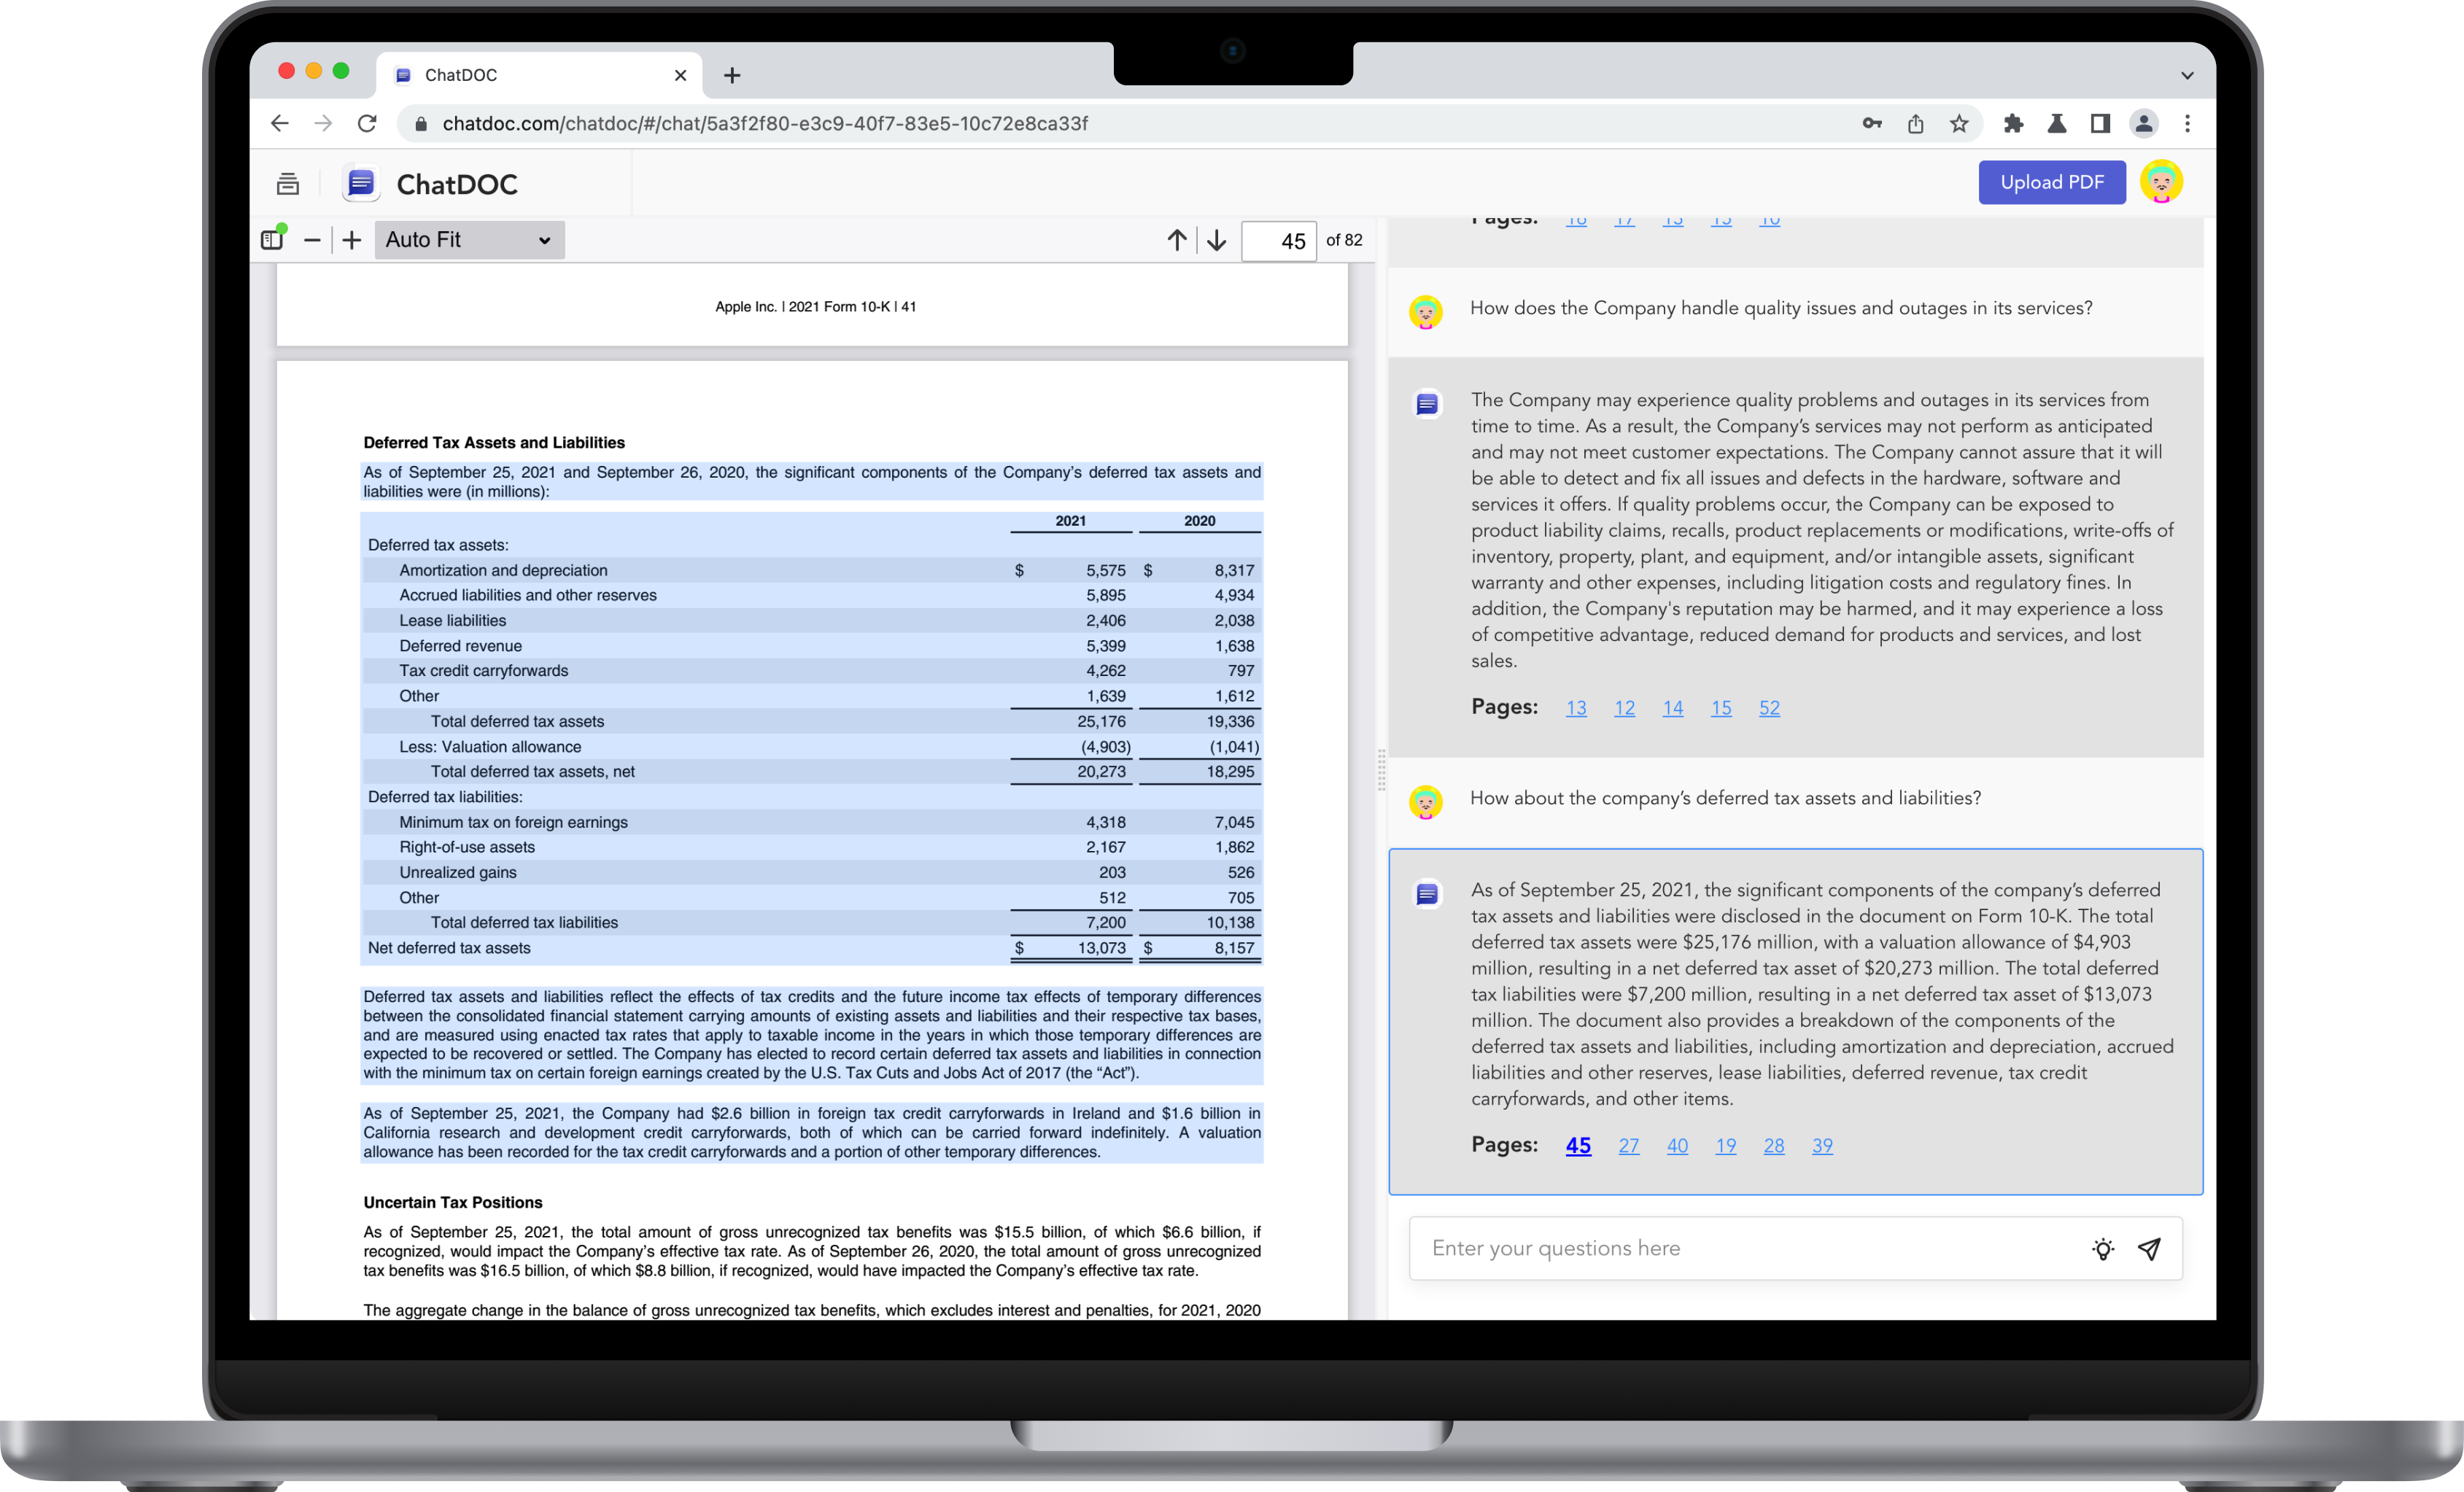 ChatDOC
chatdoc.com/chatdoc/#/chat/5a3f2f80-e3c9-40f7-83e5-10c72e8ca33f
ChatDOC
Upload PDF
Auto Fit
45 of 82
Apple Inc. | 2021 Form 10-K | 41
Deferred Tax Assets and Liabilities
As of September 25, 2021 and September 26, 2020, the significant components of the Company's deferred tax assets and
liabilities were (in millions):
2021 2020
Deferred tax assets:
Amortization and depreciation $ 5,575 $ 8,317
Accrued liabilities and other reserves 5,895 4,934
Lease liabilities 2,406 2,038
Deferred revenue 5,399 1,638
Tax credit carryforwards 4,262 797
Other 1,639 1,612
Total deferred tax assets 25,176 19,336
Less: Valuation allowance (4,903) (1,041)
Total deferred tax assets, net 20,273 18,295
Deferred tax liabilities:
Minimum tax on foreign earnings 4,318 7,045
Right-of-use assets 2,167 1,862
Unrealized gains 203 526
Other 512 705
Total deferred tax liabilities 7,200 10,138
Net deferred tax assets $ 13,073 $ 8,157
Deferred tax assets and liabilities reflect the effects of tax credits and the future income tax effects of temporary differences
between the consolidated financial statement carrying amounts of existing assets and liabilities and their respective tax bases,
and are measured using enacted tax rates that apply to taxable income in the years in which those temporary differences are
expected to be recovered or settled. The Company has elected to record certain deferred tax assets and liabilities in connection
with the minimum tax on certain foreign earnings created by the U.S. Tax Cuts and Jobs Act of 2017 (the “Act”).
As of September 25, 2021, the Company had $2.6 billion in foreign tax credit carryforwards in Ireland and $1.6 billion in
California research and development credit carryforwards, both of which can be carried forward indefinitely. A valuation
allowance has been recorded for the tax credit carryforwards and a portion of other temporary differences.
Uncertain Tax Positions
As of September 25, 2021, the total amount of gross unrecognized tax benefits was $15.5 billion, of which $6.6 billion, if
recognized, would impact the Company's effective tax rate. As of September 26, 2020, the total amount of gross unrecognized
tax benefits was $16.5 billion, of which $8.8 billion, if recognized, would have impacted the Company's effective tax rate.
The aggregate change in the balance of gross unrecognized tax benefits, which excludes interest and penalties, for 2021, 2020
Pages:
How does the Company handle quality issues and outages in its services?
The Company may experience quality problems and outages in its services from
time to time. As a result, the Company's services may not perform as anticipated
and may not meet customer expectations. The Company cannot assure that it will
be able to detect and fix all issues and defects in the hardware, software and
services it offers. If quality problems occur, the Company can be exposed to
product liability claims, recalls, product replacements or modifications, write-offs of
inventory, property, plant, and equipment, and/or intangible assets, significant
warranty and other expenses, including litigation costs and regulatory fines. In
addition, the Company's reputation may be harmed, and it may experience a loss
of competitive advantage, reduced demand for products and services, and lost
sales.
Pages: 13 12 14 15 52
How about the company's deferred tax assets and liabilities?
As of September 25, 2021, the significant components of the company's deferred
tax assets and liabilities were disclosed in the document on Form 10-K. The total
deferred tax assets were $25,176 million, with a valuation allowance of $4,903
million, resulting in a net deferred tax asset of $20,273 million. The total deferred
tax liabilities were $7,200 million, resulting in a net deferred tax asset of $13,073
million. The document also provides a breakdown of the components of the
deferred tax assets and liabilities, including amortization and depreciation, accrued
liabilities and other reserves, lease liabilities, deferred revenue, tax credit
carryforwards, and other items.
Pages: 45 27 40 19 28 39
Enter your questions here